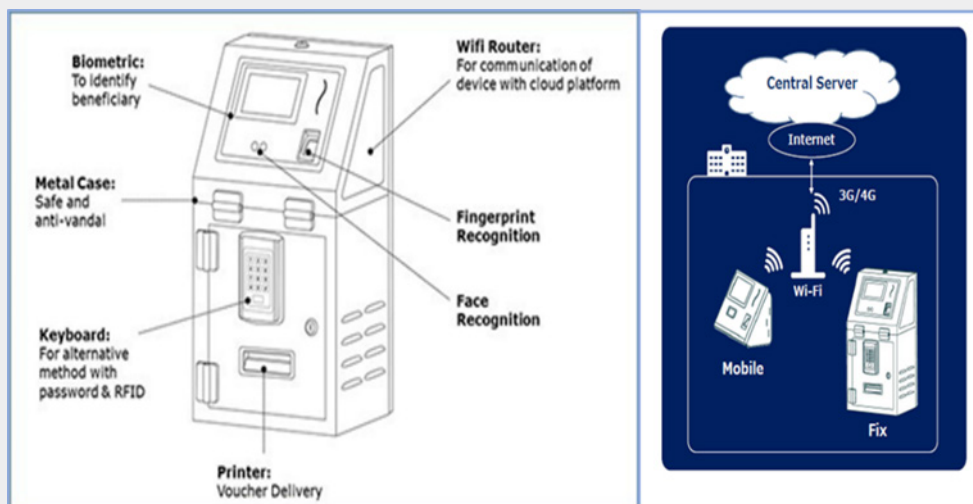 Biometric:
To identify
beneficiary
Wifi Router:
For communication of
device with cloud platform
Metal Case:
Safe and
anti-vandal
Fingerprint
Recognition
Face
Recognition
Keyboard:
For alternative
method with
password & RFID
Printer:
Voucher Delivery
Central Server
Internet
3G/4G
Wi-Fi
Mobile
Fix